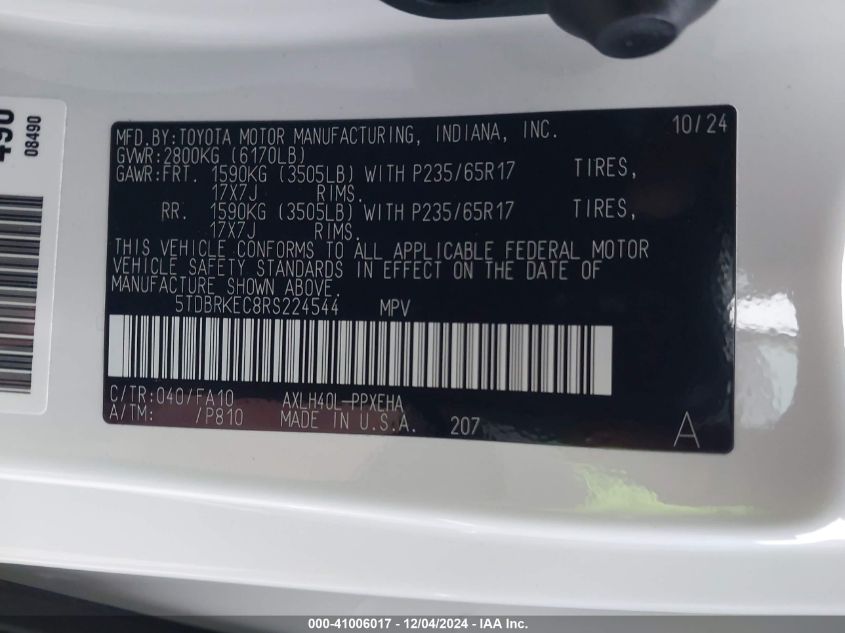 490
08490
MFD.BY:TOYOTA MOTOR MANUFACTURING, INDIANA, INC. 10/24
GVWR:2800KG (6170LB)
GAWR:FRT. 1590KG (3505LB) WITH P235/65R17 TIRES,
17X7J RIMS.
RR. 1590KG (3505LB) WITH P235/65R17 TIRES,
17X7J RIMS.
THIS VEHICLE CONFORMS TO ALL APPLICABLE FEDERAL MOTOR
VEHICLE SAFETY STANDARDS IN EFFECT ON THE DATE OF
MANUFACTURE SHOWN ABOVE.
5TDBRKEC8RS224544 MPV
C/TR:040/FA10 AXLH40L-PPXEHA
A/TM: /P810 MADE IN U.S.A. 207 A
000-41006017 - 12/04/2024 - IAA Inc.